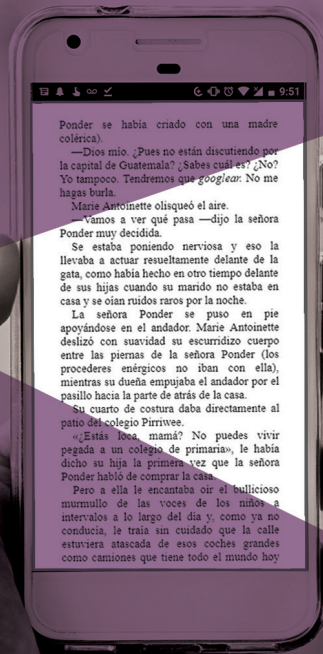 9:51
Ponder se había criado con una madre
colérica).
—Dios mío. ¿Pues no están discutiendo por
la capital de Guatemala? ¿Sabes cuál es? ¿No?
Yo tampoco. Tendremos que googlear. No me
hagas burla.
Marie Antoinette olisqueó el aire.
—Vamos a ver qué pasa —dijo la señora
Ponder muy decidida.
Se estaba poniendo nerviosa y eso la
llevaba a actuar resueltamente delante de la
gata, como había hecho en otro tiempo delante
de sus hijas cuando su marido no estaba en
casa y se oían ruidos raros por la noche.
La señora Ponder se puso en pie
apoyándose en el andador. Marie Antoinette
deslizó con suavidad su escurridizo cuerpo
entre las piernas de la señora Ponder (los
procederes enérgicos no iban con ella),
mientras su dueña empujaba el andador por el
pasillo hacia la parte de atrás de la casa.
Su cuarto de costura daba directamente al
patio del colegio Pirriwee.
«¿Estás loca, mamá? No puedes vivir
pegada a un colegio de primaria», le había
dicho su hija la primera vez que la señora
Ponder habló de comprar la casa.
Pero a ella le encantaba oír el bullicioso
murmullo de las voces de los niños a
intervalos a lo largo del día y, como ya no
conducía, le traía sin cuidado que la calle
estuviera atascada de esos coches grandes
como camiones que tiene todo el mundo hoy